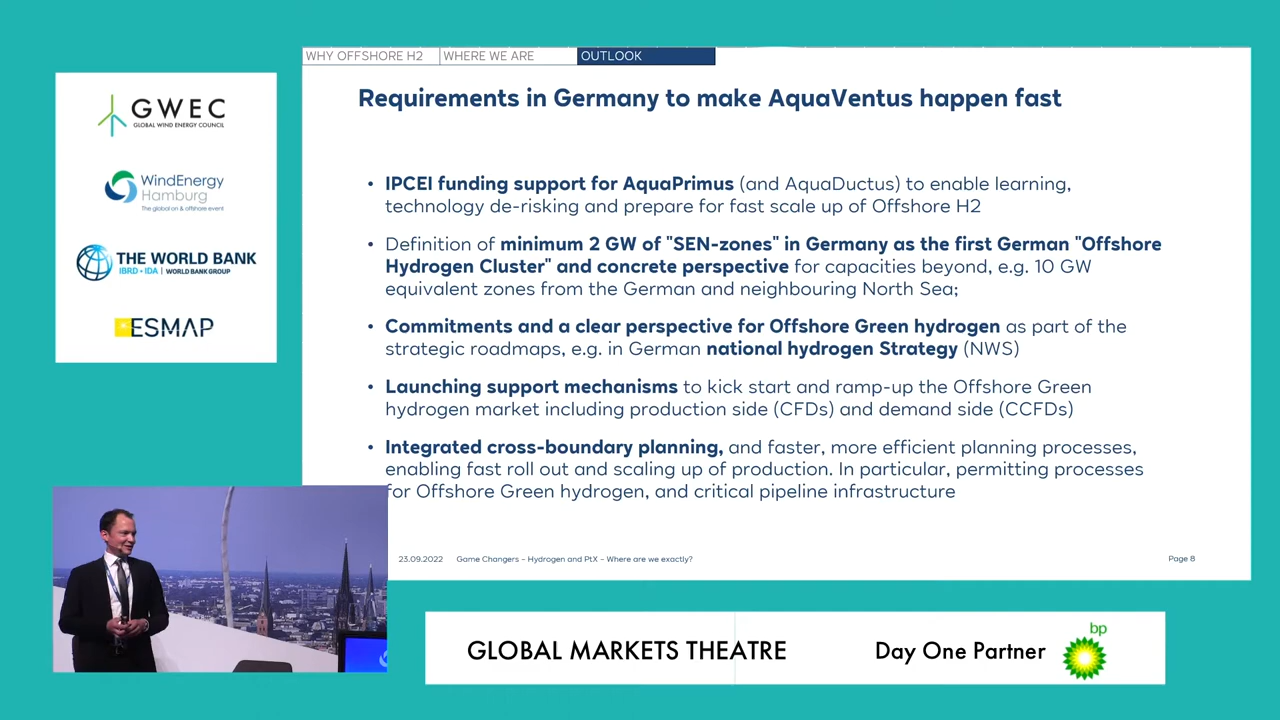 WHY OFFSHORE H2
WHERE WE ARE
OUTLOOK
GWEC
GLOBAL WIND ENERGY COUNCIL
WindEnergy
Hamburg
The global on & offshore event
THE WORLD BANK
IBRD • IDA | WORLD BANK GROUP
ESMAP
Requirements in Germany to make AquaVentus happen fast
• IPCEI funding support for AquaPrimus (and AquaDuctus) to enable learning,
technology de-risking and prepare for fast scale up of Offshore H2
• Definition of minimum 2 GW of "SEN-zones" in Germany as the first German "Offshore
Hydrogen Cluster" and concrete perspective for capacities beyond, e.g. 10 GW
equivalent zones from the German and neighbouring North Sea;
• Commitments and a clear perspective for Offshore Green hydrogen as part of the
strategic roadmaps, e.g. in German national hydrogen Strategy (NWS)
• Launching support mechanisms to kick start and ramp-up the Offshore Green
hydrogen market including production side (CFDs) and demand side (CCFDs)
• Integrated cross-boundary planning, and faster, more efficient planning processes,
enabling fast roll out and scaling up of production. In particular, permitting processes
for Offshore Green hydrogen, and critical pipeline infrastructure
23.09.2022 Game Changers – Hydrogen and PtX – Where are we exactly? Page 8
GLOBAL MARKETS THEATRE
Day One Partner
bp